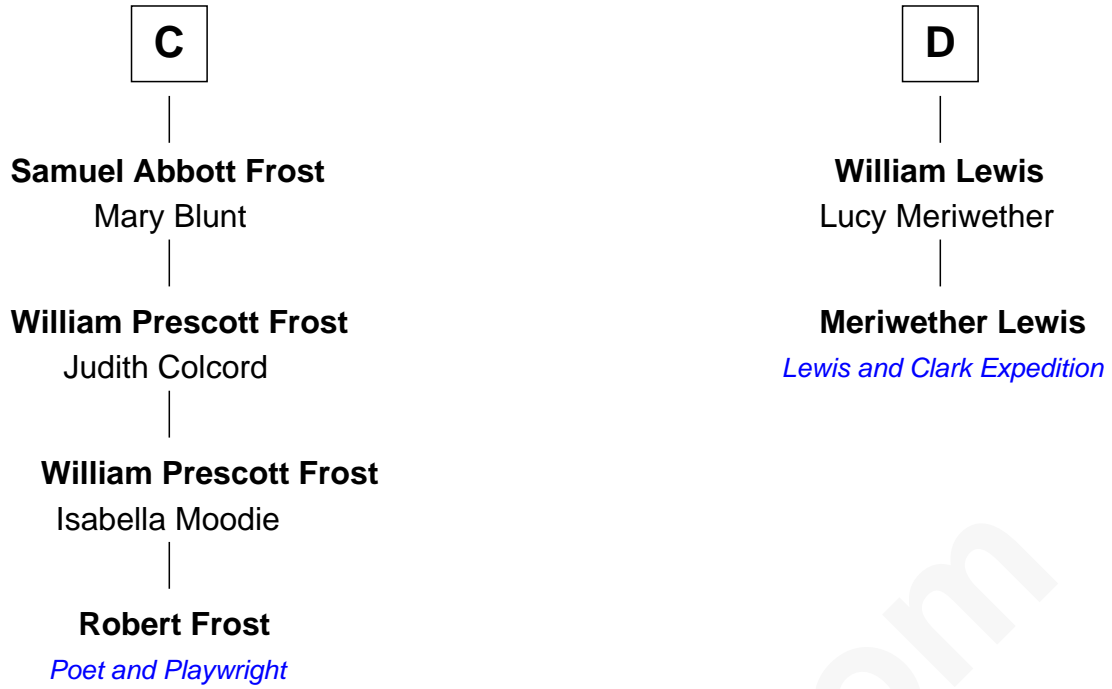 C
Samuel Abbott Frost
Mary Blunt
William Prescott Frost
Judith Colcord
William Prescott Frost
Isabella Moodie
Robert Frost
Poet and Playwright
D
William Lewis
Lucy Meriwether
Meriwether Lewis
Lewis and Clark Expedition
om